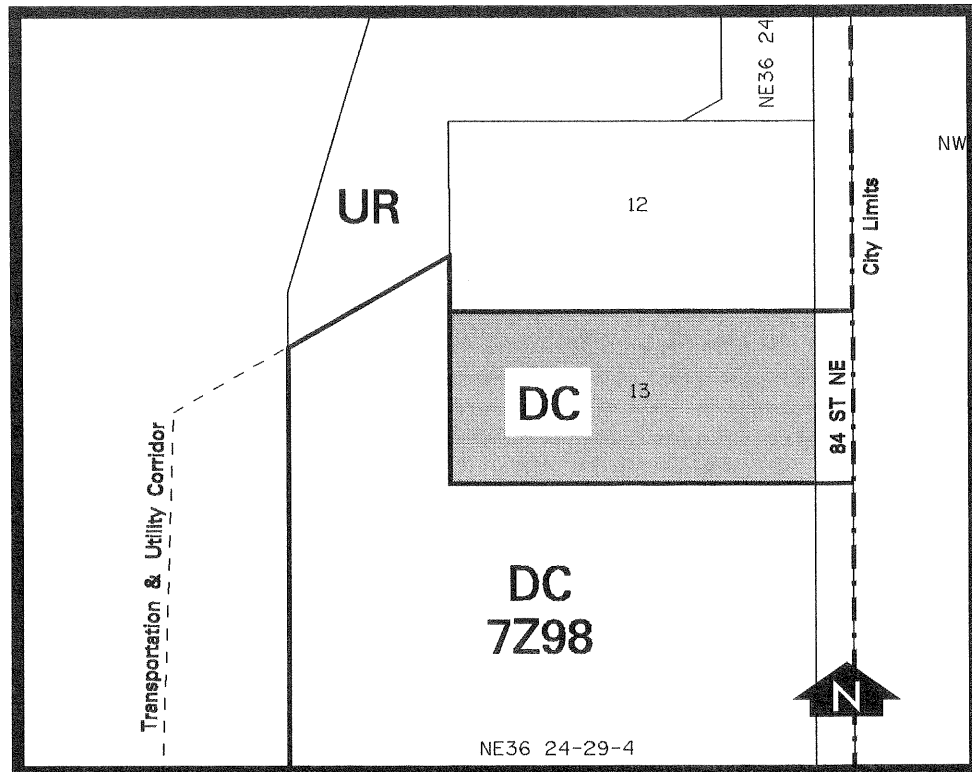 NE36 24
NW
UR
12
City Limits
DC
13
84 ST NE
Transportation & Utility Corridor
DC
7Z98
N
NE36 24-29-4